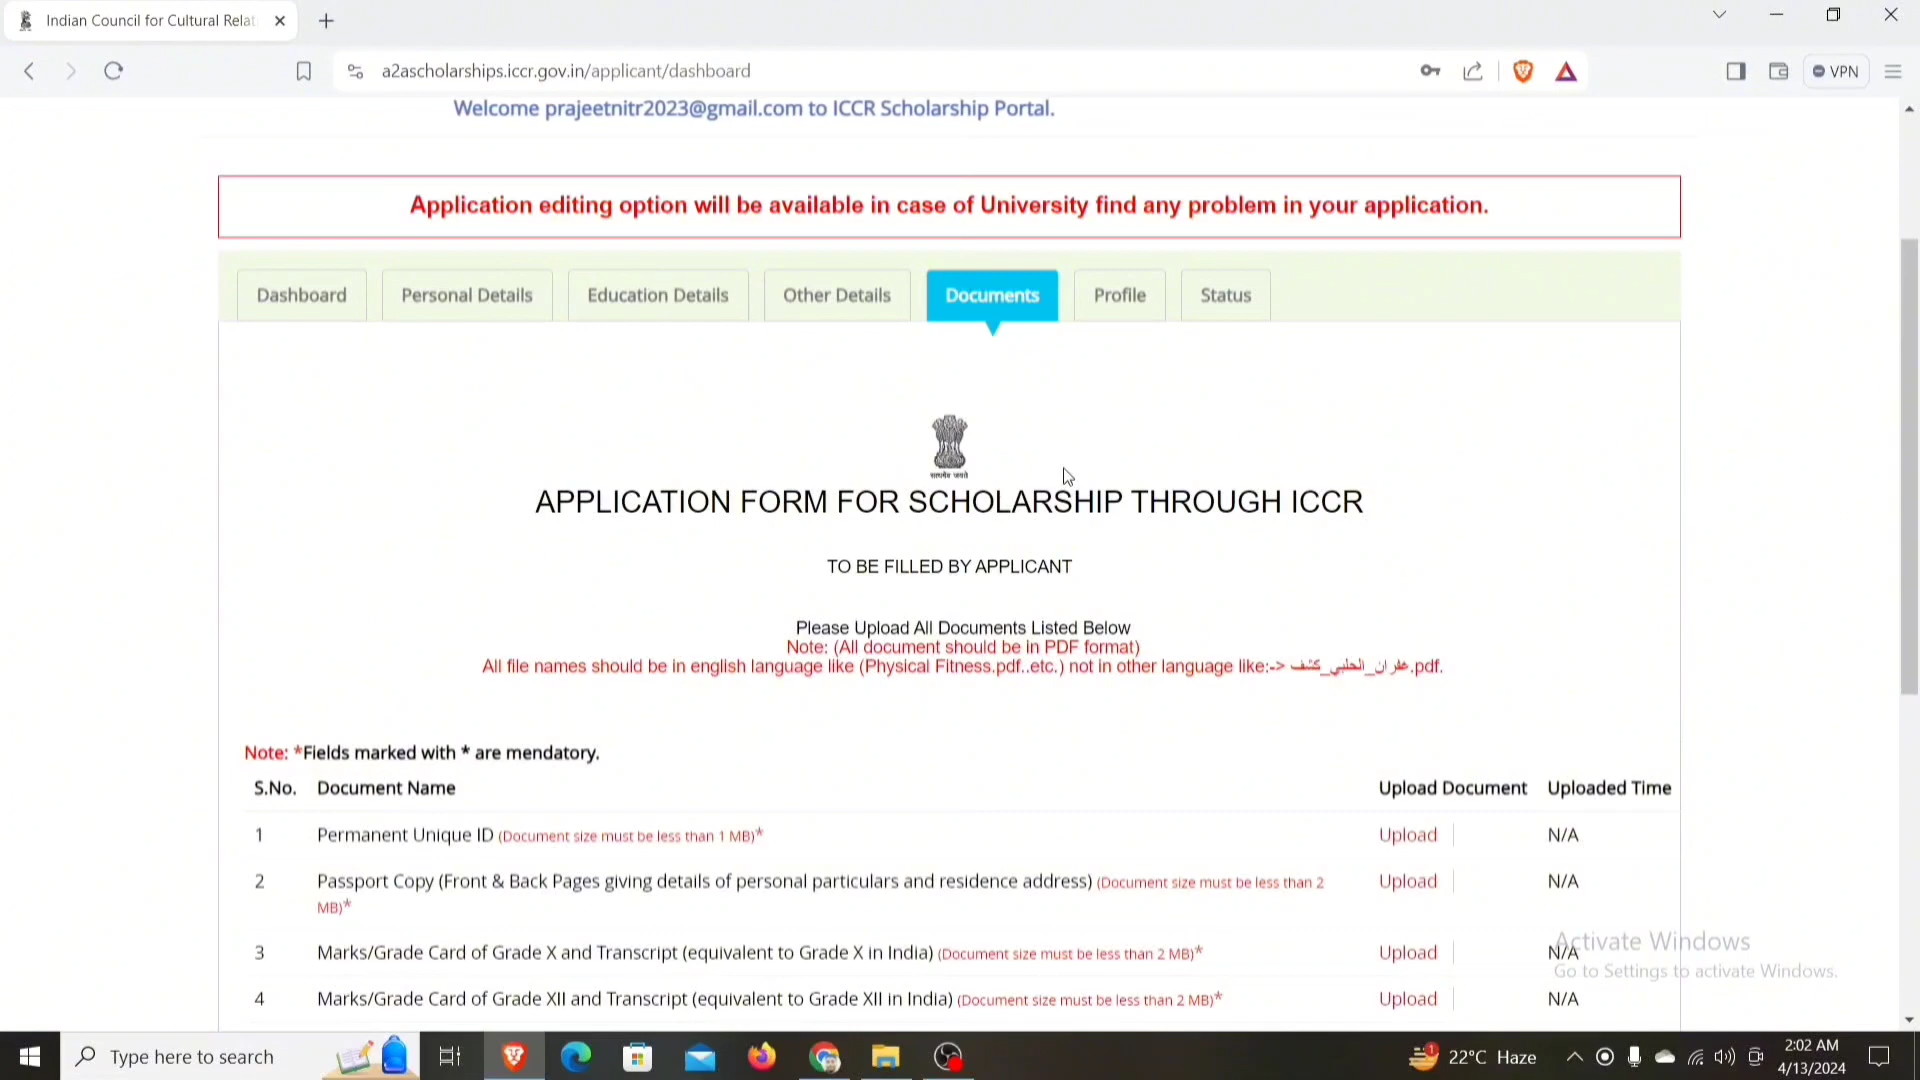 Indian Council for Cultural Relat
a2ascholarships.iccr.gov.in/applicant/dashboard
VPN
Welcome prajeetnitr2023@gmail.com to ICCR Scholarship Portal.
Application editing option will be available in case of University find any problem in your application.
Dashboard Personal Details Education Details Other Details Documents Profile Status
सत्यमेव जयते
APPLICATION FORM FOR SCHOLARSHIP THROUGH ICCR
TO BE FILLED BY APPLICANT
Please Upload All Documents Listed Below
Note: (All document should be in PDF format)
All file names should be in english language like (Physical Fitness.pdf..etc.) not in other language like:-> كشف_الحلبي_.pdf.
Note: *Fields marked with * are mendatory.
S.No. Document Name Upload Document Uploaded Time
1 Permanent Unique ID (Document size must be less than 1 MB)* Upload N/A
2 Passport Copy (Front & Back Pages giving details of personal particulars and residence address) (Document size must be less than 2
MB)* Upload N/A
3 Marks/Grade Card of Grade X and Transcript (equivalent to Grade X in India) (Document size must be less than 2 MB)* Upload N/A
4 Marks/Grade Card of Grade XII and Transcript (equivalent to Grade XII in India) (Document size must be less than 2 MB)* Upload N/A
Activate Windows
Go to Settings to activate Windows.
Type here to search
1
22°C Haze
2:02 AM
4/13/2024